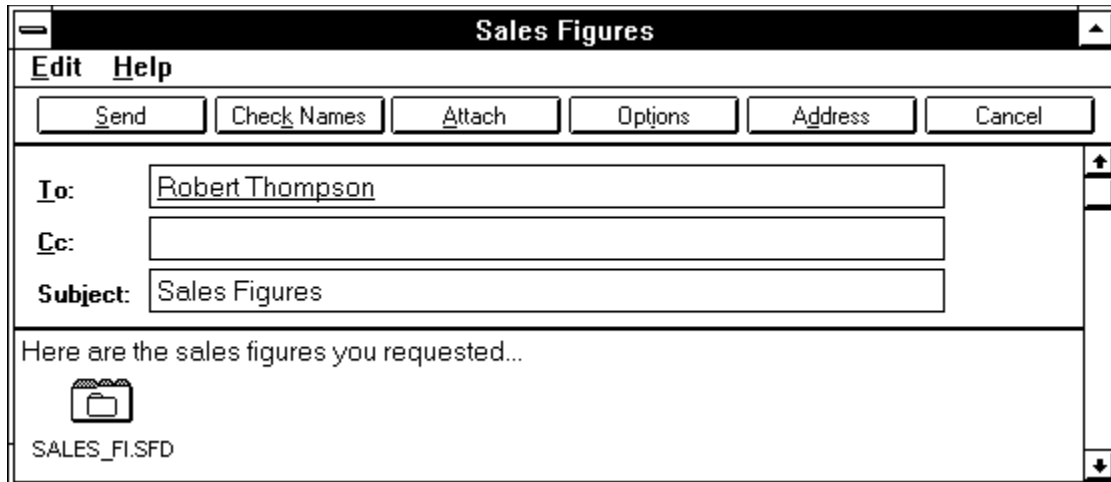 Sales Figures
Edit Help
Send Check Names Attach Options Address Cancel
To: Robert Thompson
Cc:
Subject: Sales Figures
Here are the sales figures you requested...
SALES_FI.SFD